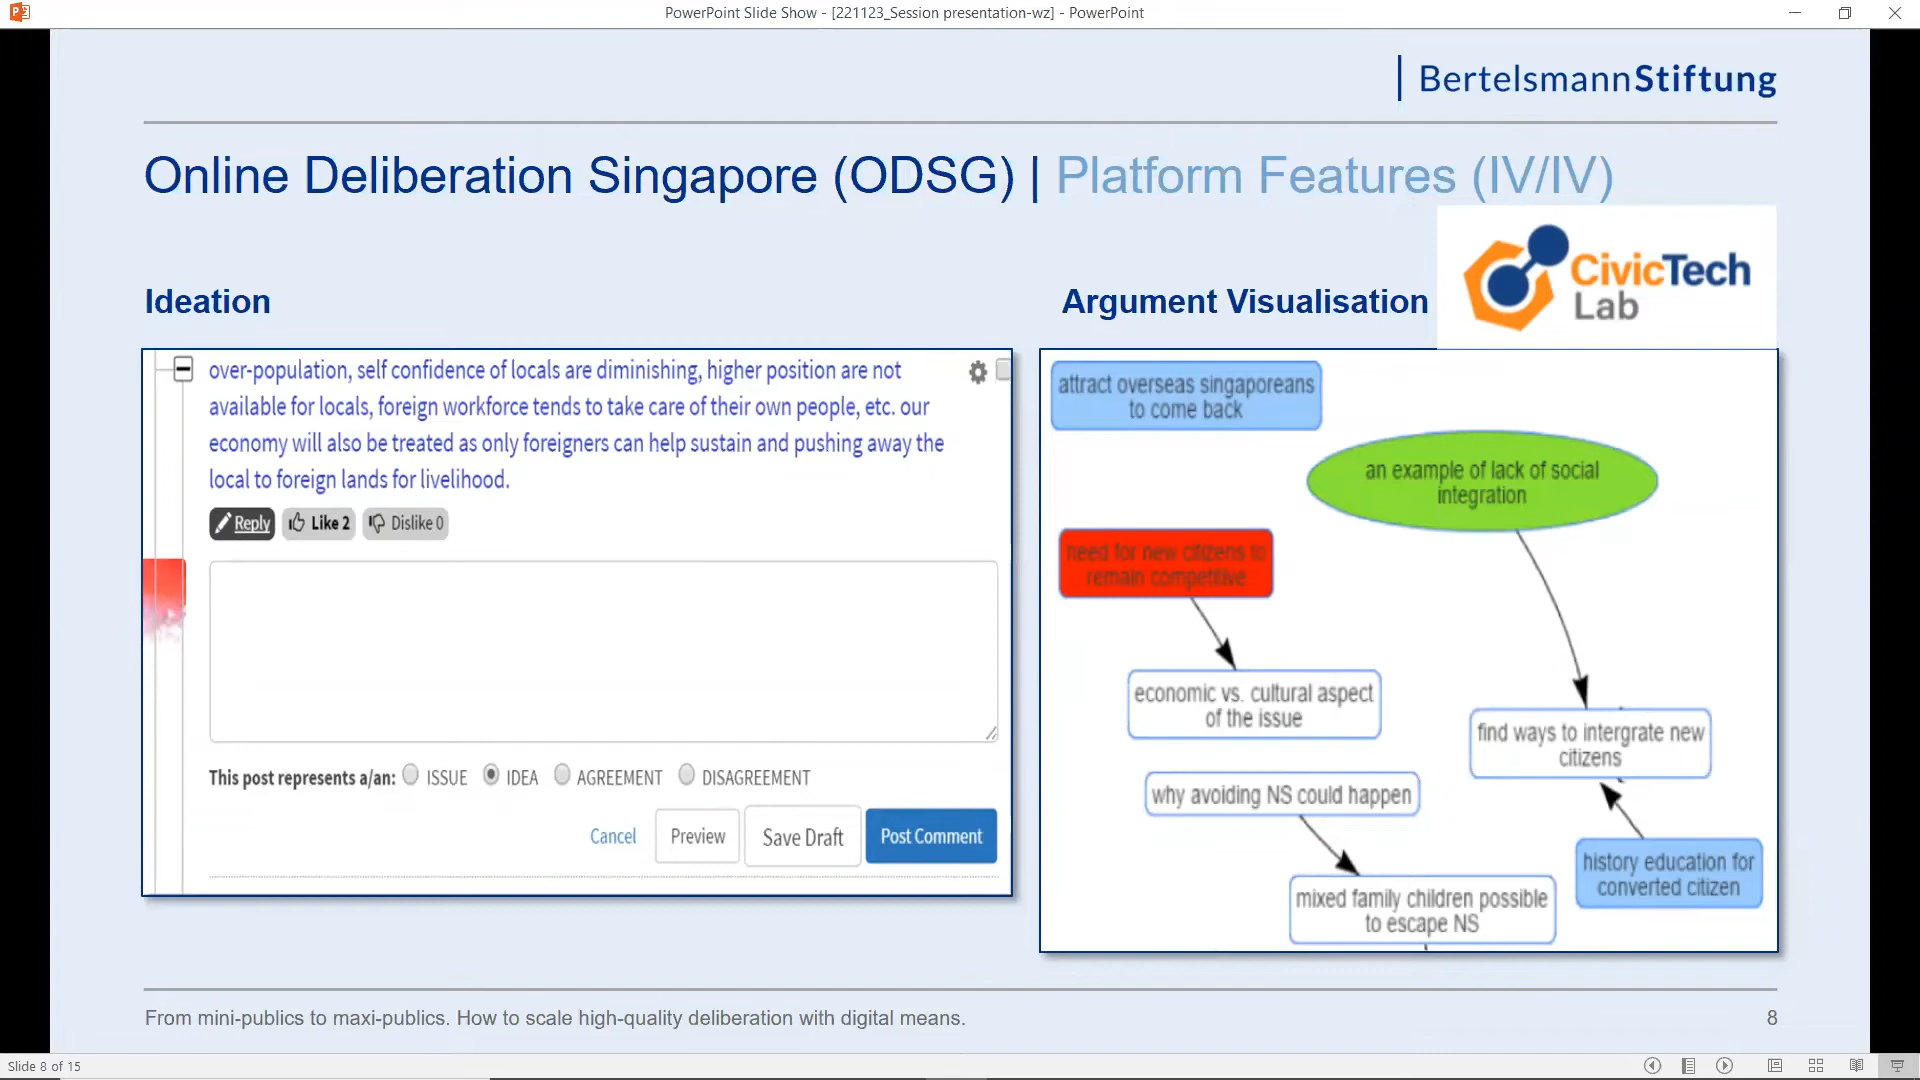 PowerPoint Slide Show - [221123_Session presentation-wz] - PowerPoint
BertelsmannStiftung
Online Deliberation Singapore (ODSG) | Platform Features (IV/IV)
CivicTech
Lab
Ideation
Argument Visualisation
over-population, self confidence of locals are diminishing, higher position are not
available for locals, foreign workforce tends to take care of their own people, etc. our
economy will also be treated as only foreigners can help sustain and pushing away the
local to foreign lands for livelihood.
Reply Like 2 Dislike 0
This post represents a/an: ISSUE IDEA AGREEMENT DISAGREEMENT
Cancel Preview Save Draft Post Comment
attract overseas singaporeans
to come back
an example of lack of social
integration
need for new citizens to
remain competitive
economic vs. cultural aspect
of the issue
find ways to intergrate new
citizens
why avoiding NS could happen
history education for
converted citizen
mixed family children possible
to escape NS
From mini-publics to maxi-publics. How to scale high-quality deliberation with digital means.
8
Slide 8 of 15